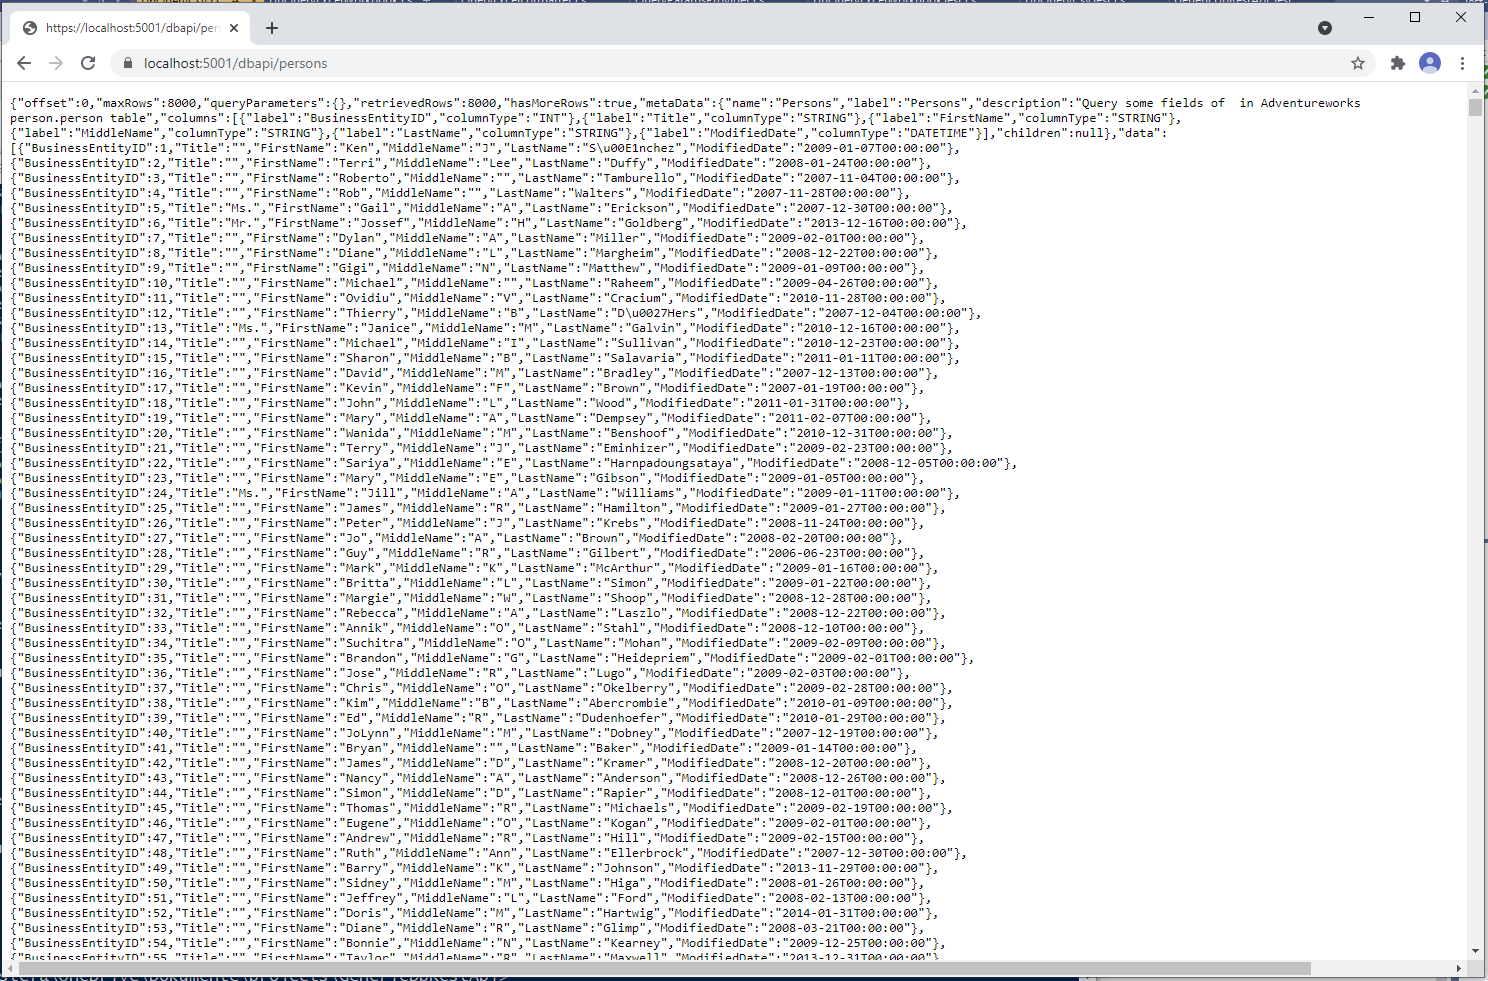 https://localhost:5001/dbapi/per
localhost:5001/dbapi/persons
{"offset":0,"maxRows":8000,"queryParameters":{},"retrievedRows":8000,"hasMoreRows":true,"metaData":{"name":"Persons","label":"Persons","description":"Query some fields of  in Adventureworks
person.person table","columns":[{"label":"BusinessEntityID","columnType":"INT"},{"label":"Title","columnType":"STRING"},{"label":"FirstName","columnType":"STRING"},
{"label":"MiddleName","columnType":"STRING"},{"label":"LastName","columnType":"STRING"},{"label":"ModifiedDate","columnType":"DATETIME"}],"children":null},"data":
[{"BusinessEntityID":1,"Title":"","FirstName":"Ken","MiddleName":"J","LastName":"S\u00E1nchez","ModifiedDate":"2009-01-07T00:00:00"},
{"BusinessEntityID":2,"Title":"","FirstName":"Terri","MiddleName":"Lee","LastName":"Duffy","ModifiedDate":"2008-01-24T00:00:00"},
{"BusinessEntityID":3,"Title":"","FirstName":"Roberto","MiddleName":"","LastName":"Tamburello","ModifiedDate":"2007-11-04T00:00:00"},
{"BusinessEntityID":4,"Title":"","FirstName":"Rob","MiddleName":"","LastName":"Walters","ModifiedDate":"2007-11-28T00:00:00"},
{"BusinessEntityID":5,"Title":"Ms.","FirstName":"Gail","MiddleName":"A","LastName":"Erickson","ModifiedDate":"2007-12-30T00:00:00"},
{"BusinessEntityID":6,"Title":"Mr.","FirstName":"Jossef","MiddleName":"H","LastName":"Goldberg","ModifiedDate":"2013-12-16T00:00:00"},
{"BusinessEntityID":7,"Title":"","FirstName":"Dylan","MiddleName":"A","LastName":"Miller","ModifiedDate":"2009-02-01T00:00:00"},
{"BusinessEntityID":8,"Title":"","FirstName":"Diane","MiddleName":"L","LastName":"Margheim","ModifiedDate":"2008-12-22T00:00:00"},
{"BusinessEntityID":9,"Title":"","FirstName":"Gigi","MiddleName":"N","LastName":"Matthew","ModifiedDate":"2009-01-09T00:00:00"},
{"BusinessEntityID":10,"Title":"","FirstName":"Michael","MiddleName":"","LastName":"Raheem","ModifiedDate":"2009-04-26T00:00:00"},
{"BusinessEntityID":11,"Title":"","FirstName":"Ovidiu","MiddleName":"V","LastName":"Cracium","ModifiedDate":"2010-11-28T00:00:00"},
{"BusinessEntityID":12,"Title":"","FirstName":"Thierry","MiddleName":"B","LastName":"D\u0027Hers","ModifiedDate":"2007-12-04T00:00:00"},
{"BusinessEntityID":13,"Title":"Ms.","FirstName":"Janice","MiddleName":"M","LastName":"Galvin","ModifiedDate":"2010-12-16T00:00:00"},
{"BusinessEntityID":14,"Title":"","FirstName":"Michael","MiddleName":"I","LastName":"Sullivan","ModifiedDate":"2010-12-23T00:00:00"},
{"BusinessEntityID":15,"Title":"","FirstName":"Sharon","MiddleName":"B","LastName":"Salavaria","ModifiedDate":"2011-01-11T00:00:00"},
{"BusinessEntityID":16,"Title":"","FirstName":"David","MiddleName":"M","LastName":"Bradley","ModifiedDate":"2007-12-13T00:00:00"},
{"BusinessEntityID":17,"Title":"","FirstName":"Kevin","MiddleName":"F","LastName":"Brown","ModifiedDate":"2007-01-19T00:00:00"},
{"BusinessEntityID":18,"Title":"","FirstName":"John","MiddleName":"L","LastName":"Wood","ModifiedDate":"2011-01-31T00:00:00"},
{"BusinessEntityID":19,"Title":"","FirstName":"Mary","MiddleName":"A","LastName":"Dempsey","ModifiedDate":"2011-02-07T00:00:00"},
{"BusinessEntityID":20,"Title":"","FirstName":"Wanida","MiddleName":"M","LastName":"Benshoof","ModifiedDate":"2010-12-31T00:00:00"},
{"BusinessEntityID":21,"Title":"","FirstName":"Terry","MiddleName":"J","LastName":"Eminhizer","ModifiedDate":"2009-02-23T00:00:00"},
{"BusinessEntityID":22,"Title":"","FirstName":"Sariya","MiddleName":"E","LastName":"Harnpadoungsataya","ModifiedDate":"2008-12-05T00:00:00"},
{"BusinessEntityID":23,"Title":"","FirstName":"Mary","MiddleName":"E","LastName":"Gibson","ModifiedDate":"2009-01-05T00:00:00"},
{"BusinessEntityID":24,"Title":"Ms.","FirstName":"Jill","MiddleName":"A","LastName":"Williams","ModifiedDate":"2009-01-11T00:00:00"},
{"BusinessEntityID":25,"Title":"","FirstName":"James","MiddleName":"R","LastName":"Hamilton","ModifiedDate":"2009-01-27T00:00:00"},
{"BusinessEntityID":26,"Title":"","FirstName":"Peter","MiddleName":"J","LastName":"Krebs","ModifiedDate":"2008-11-24T00:00:00"},
{"BusinessEntityID":27,"Title":"","FirstName":"Jo","MiddleName":"A","LastName":"Brown","ModifiedDate":"2008-02-20T00:00:00"},
{"BusinessEntityID":28,"Title":"","FirstName":"Guy","MiddleName":"R","LastName":"Gilbert","ModifiedDate":"2006-06-23T00:00:00"},
{"BusinessEntityID":29,"Title":"","FirstName":"Mark","MiddleName":"K","LastName":"McArthur","ModifiedDate":"2009-01-16T00:00:00"},
{"BusinessEntityID":30,"Title":"","FirstName":"Britta","MiddleName":"L","LastName":"Simon","ModifiedDate":"2009-01-22T00:00:00"},
{"BusinessEntityID":31,"Title":"","FirstName":"Margie","MiddleName":"W","LastName":"Shoop","ModifiedDate":"2008-12-28T00:00:00"},
{"BusinessEntityID":32,"Title":"","FirstName":"Rebecca","MiddleName":"A","LastName":"Laszlo","ModifiedDate":"2008-12-22T00:00:00"},
{"BusinessEntityID":33,"Title":"","FirstName":"Annik","MiddleName":"O","LastName":"Stahl","ModifiedDate":"2008-12-10T00:00:00"},
{"BusinessEntityID":34,"Title":"","FirstName":"Suchitra","MiddleName":"O","LastName":"Mohan","ModifiedDate":"2009-02-09T00:00:00"},
{"BusinessEntityID":35,"Title":"","FirstName":"Brandon","MiddleName":"G","LastName":"Heidepriem","ModifiedDate":"2009-02-01T00:00:00"},
{"BusinessEntityID":36,"Title":"","FirstName":"Jose","MiddleName":"R","LastName":"Lugo","ModifiedDate":"2009-02-03T00:00:00"},
{"BusinessEntityID":37,"Title":"","FirstName":"Chris","MiddleName":"O","LastName":"Okelberry","ModifiedDate":"2009-02-28T00:00:00"},
{"BusinessEntityID":38,"Title":"","FirstName":"Kim","MiddleName":"B","LastName":"Abercrombie","ModifiedDate":"2010-01-09T00:00:00"},
{"BusinessEntityID":39,"Title":"","FirstName":"Ed","MiddleName":"R","LastName":"Dudenhoefer","ModifiedDate":"2010-01-29T00:00:00"},
{"BusinessEntityID":40,"Title":"","FirstName":"JoLynn","MiddleName":"M","LastName":"Dobney","ModifiedDate":"2007-12-19T00:00:00"},
{"BusinessEntityID":41,"Title":"","FirstName":"Bryan","MiddleName":"","LastName":"Baker","ModifiedDate":"2009-01-14T00:00:00"},
{"BusinessEntityID":42,"Title":"","FirstName":"James","MiddleName":"D","LastName":"Kramer","ModifiedDate":"2008-12-20T00:00:00"},
{"BusinessEntityID":43,"Title":"","FirstName":"Nancy","MiddleName":"A","LastName":"Anderson","ModifiedDate":"2008-12-26T00:00:00"},
{"BusinessEntityID":44,"Title":"","FirstName":"Simon","MiddleName":"D","LastName":"Rapier","ModifiedDate":"2008-12-01T00:00:00"},
{"BusinessEntityID":45,"Title":"","FirstName":"Thomas","MiddleName":"R","LastName":"Michaels","ModifiedDate":"2009-02-19T00:00:00"},
{"BusinessEntityID":46,"Title":"","FirstName":"Eugene","MiddleName":"O","LastName":"Kogan","ModifiedDate":"2009-02-01T00:00:00"},
{"BusinessEntityID":47,"Title":"","FirstName":"Andrew","MiddleName":"R","LastName":"Hill","ModifiedDate":"2009-02-15T00:00:00"},
{"BusinessEntityID":48,"Title":"","FirstName":"Ruth","MiddleName":"Ann","LastName":"Ellerbrock","ModifiedDate":"2007-12-30T00:00:00"},
{"BusinessEntityID":49,"Title":"","FirstName":"Barry","MiddleName":"K","LastName":"Johnson","ModifiedDate":"2013-11-29T00:00:00"},
{"BusinessEntityID":50,"Title":"","FirstName":"Sidney","MiddleName":"M","LastName":"Higa","ModifiedDate":"2008-01-26T00:00:00"},
{"BusinessEntityID":51,"Title":"","FirstName":"Jeffrey","MiddleName":"L","LastName":"Ford","ModifiedDate":"2008-02-13T00:00:00"},
{"BusinessEntityID":52,"Title":"","FirstName":"Doris","MiddleName":"M","LastName":"Hartwig","ModifiedDate":"2014-01-31T00:00:00"},
{"BusinessEntityID":53,"Title":"","FirstName":"Diane","MiddleName":"R","LastName":"Glimp","ModifiedDate":"2008-03-21T00:00:00"},
{"BusinessEntityID":54,"Title":"","FirstName":"Bonnie","MiddleName":"N","LastName":"Kearney","ModifiedDate":"2009-12-25T00:00:00"},
{"BusinessEntityID":55,"Title":"","FirstName":"Taylor","MiddleName":"R","LastName":"Maxwell","ModifiedDate":"2013-12-31T00:00:00"},